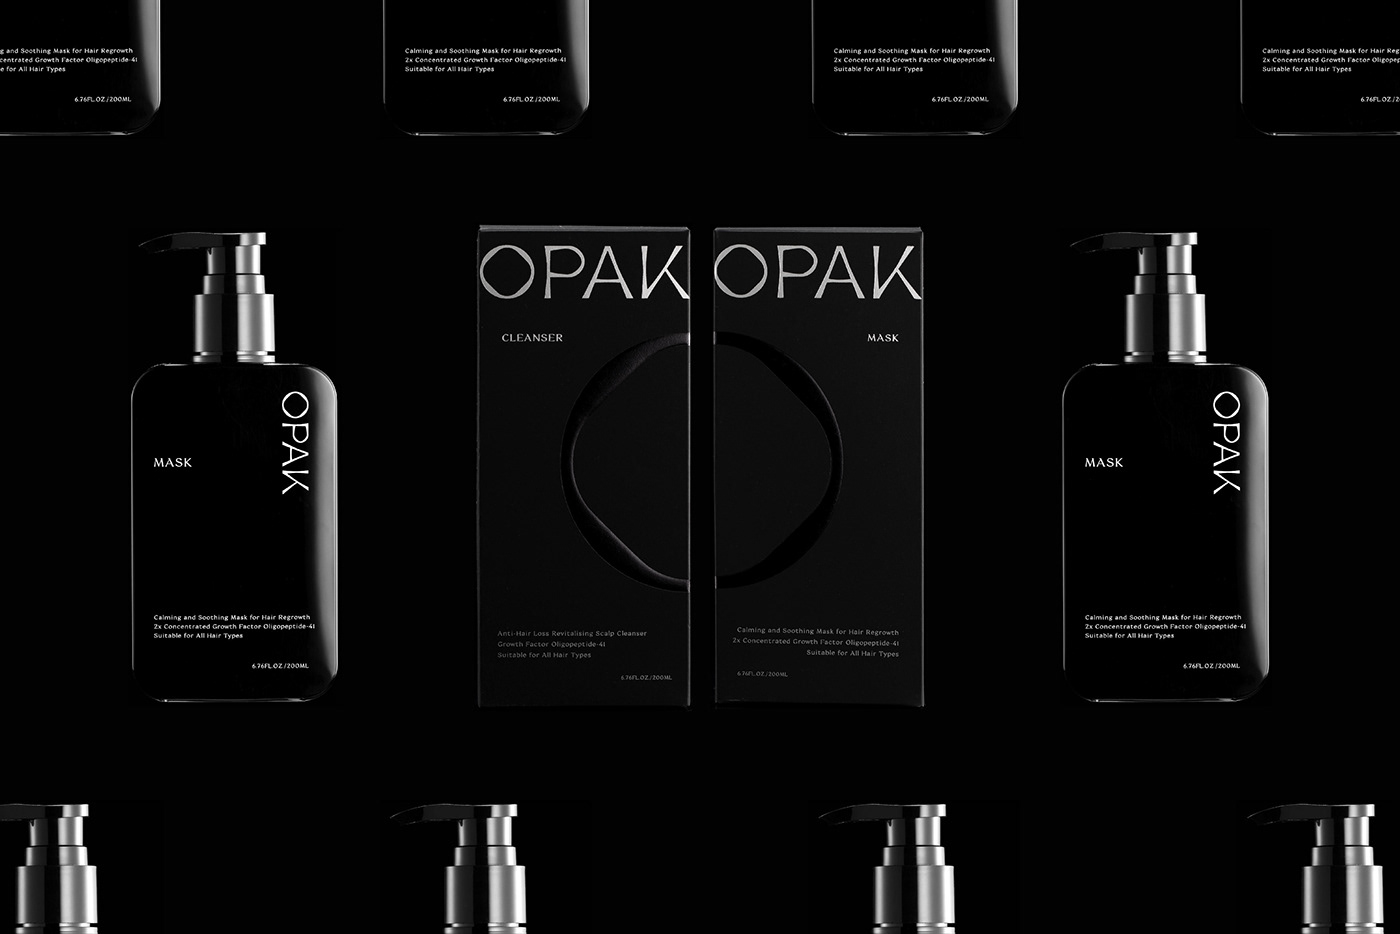 g and Soothing Mask for Hair Regrowth
centrated Growth Factor Oligopeptide-41
e for All Hair Types
6.76FL.OZ./200ML
Calming and Soothing Mask for Hair Regrowth
2x Concentrated Growth Factor Oligopeptide-41
Suitable for All Hair Types
6.76FL.OZ./200ML
Calming and Soothing Mask for Hair Regrowth
2x Concentrated Growth Factor Oligopeptide-41
Suitable for All Hair Types
6.76FL.OZ./200ML
Calming and Soothing Mask for Hair Reg
2x Concentrated Growth Factor Oligope
Suitable for All Hair Types
6.76FL.OZ./2
OPAK
MASK
Calming and Soothing Mask for Hair Regrowth
2x Concentrated Growth Factor Oligopeptide-41
Suitable for All Hair Types
6.76FL.OZ./200ML
OPAK
CLEANSER
Anti-Hair Loss Revitalising Scalp Cleanser
Growth Factor Oligopeptide-41
Suitable for All Hair Types
6.76FL.OZ./200ML
OPAK
MASK
Calming and Soothing Mask for Hair Regrowth
2x Concentrated Growth Factor Oligopeptide-41
Suitable for All Hair Types
6.76FL.OZ./200ML
OPAK
MASK
Calming and Soothing Mask for Hair Regrowth
2x Concentrated Growth Factor Oligopeptide-41
Suitable for All Hair Types
6.76FL.OZ./200ML